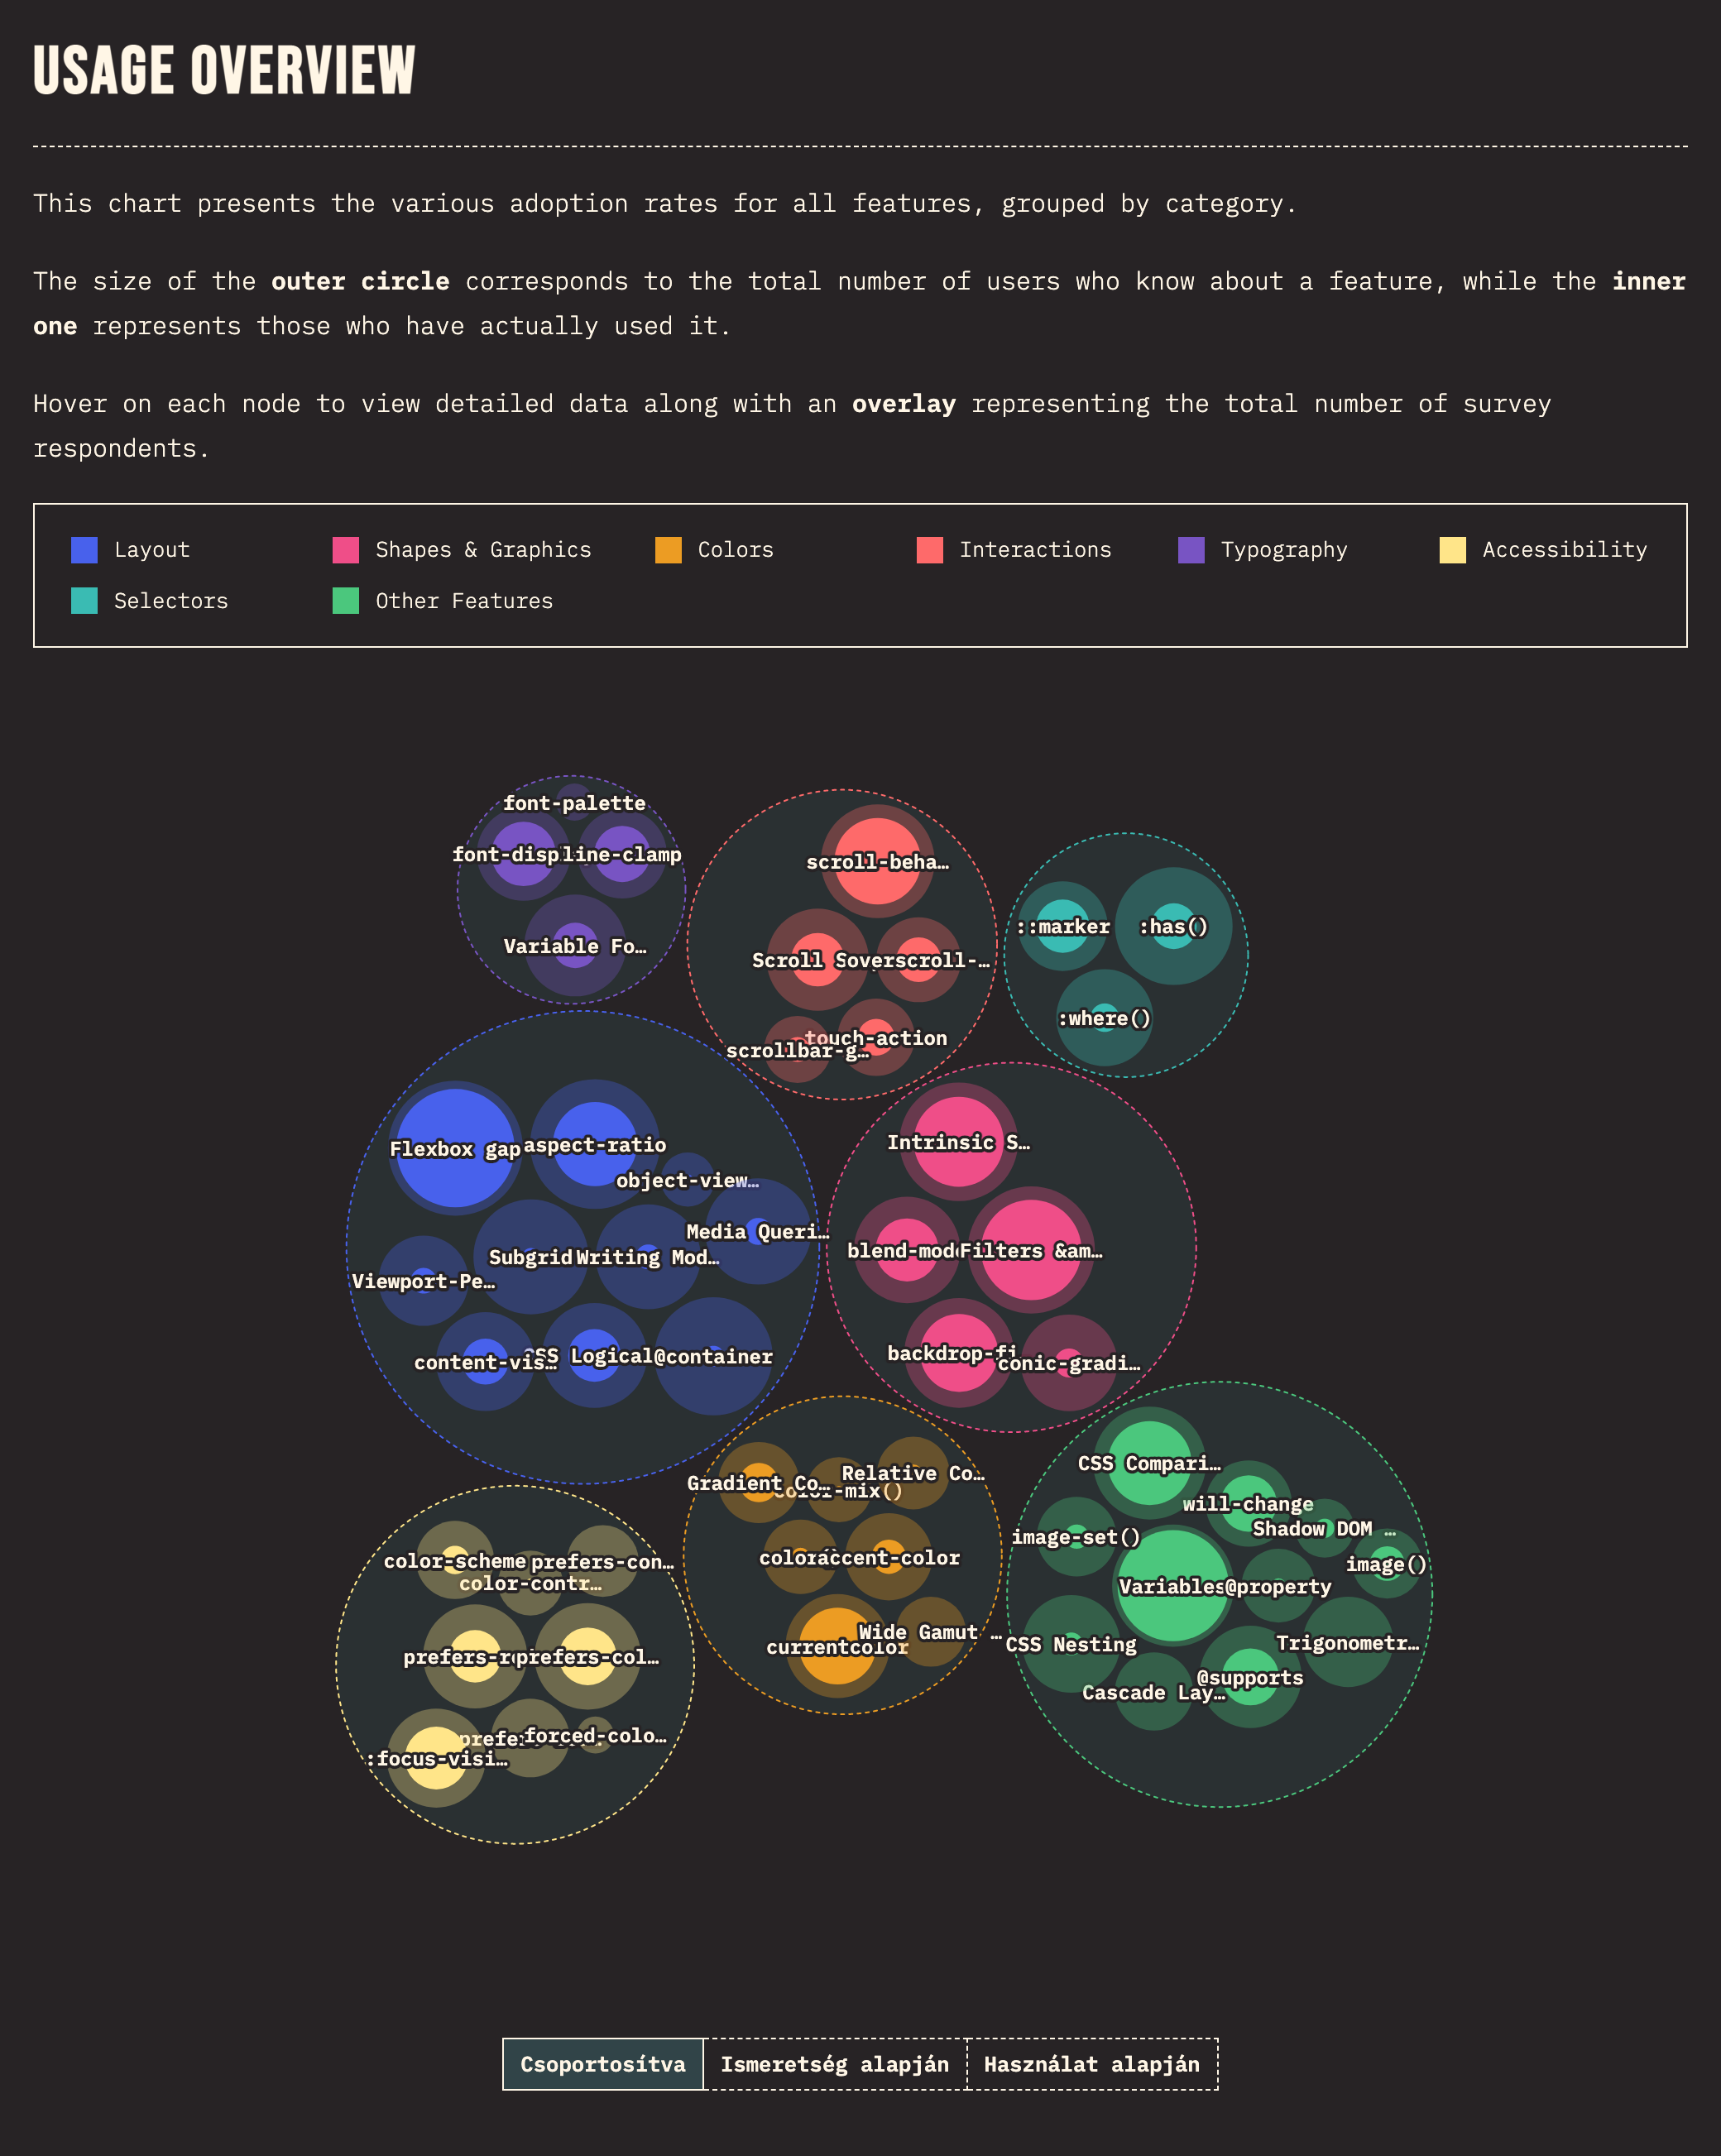 USAGE OVERVIEW
This chart presents the various adoption rates for all features, grouped by category.
The size of the outer circle corresponds to the total number of users who know about a feature, while the inner
one represents those who have actually used it.
Hover on each node to view detailed data along with an overlay representing the total number of survey
respondents.
Layout
Shapes & Graphics
Colors
Interactions
Typography
Accessibility
Selectors
Other Features
font-palette
font-displ
line-clamp
Variable Fo…
scroll-beha…
Scroll S
overscroll-…
touch-action
scrollbar-g…
::marker
:has()
:where()
Flexbox gap
aspect-ratio
object-view…
Media Queri…
Subgrid
Writing Mod…
Viewport-Pe…
content-vis…
CSS Logical
@container
Intrinsic S…
blend-mode
Filters &am…
backdrop-fi
conic-gradi…
Gradient Co…
color-mix()
Relative Co…
color
accent-color
currentcolor
Wide Gamut …
CSS Compari…
will-change
Shadow DOM …
image-set()
image()
Variables
@property
CSS Nesting
Trigonometr…
@supports
Cascade Lay…
color-scheme
prefers-con…
color-contr…
prefers-re
prefers-col…
prefer
forced-colo…
:focus-visi…
Csoportosítva
Ismeretség alapján
Használat alapján